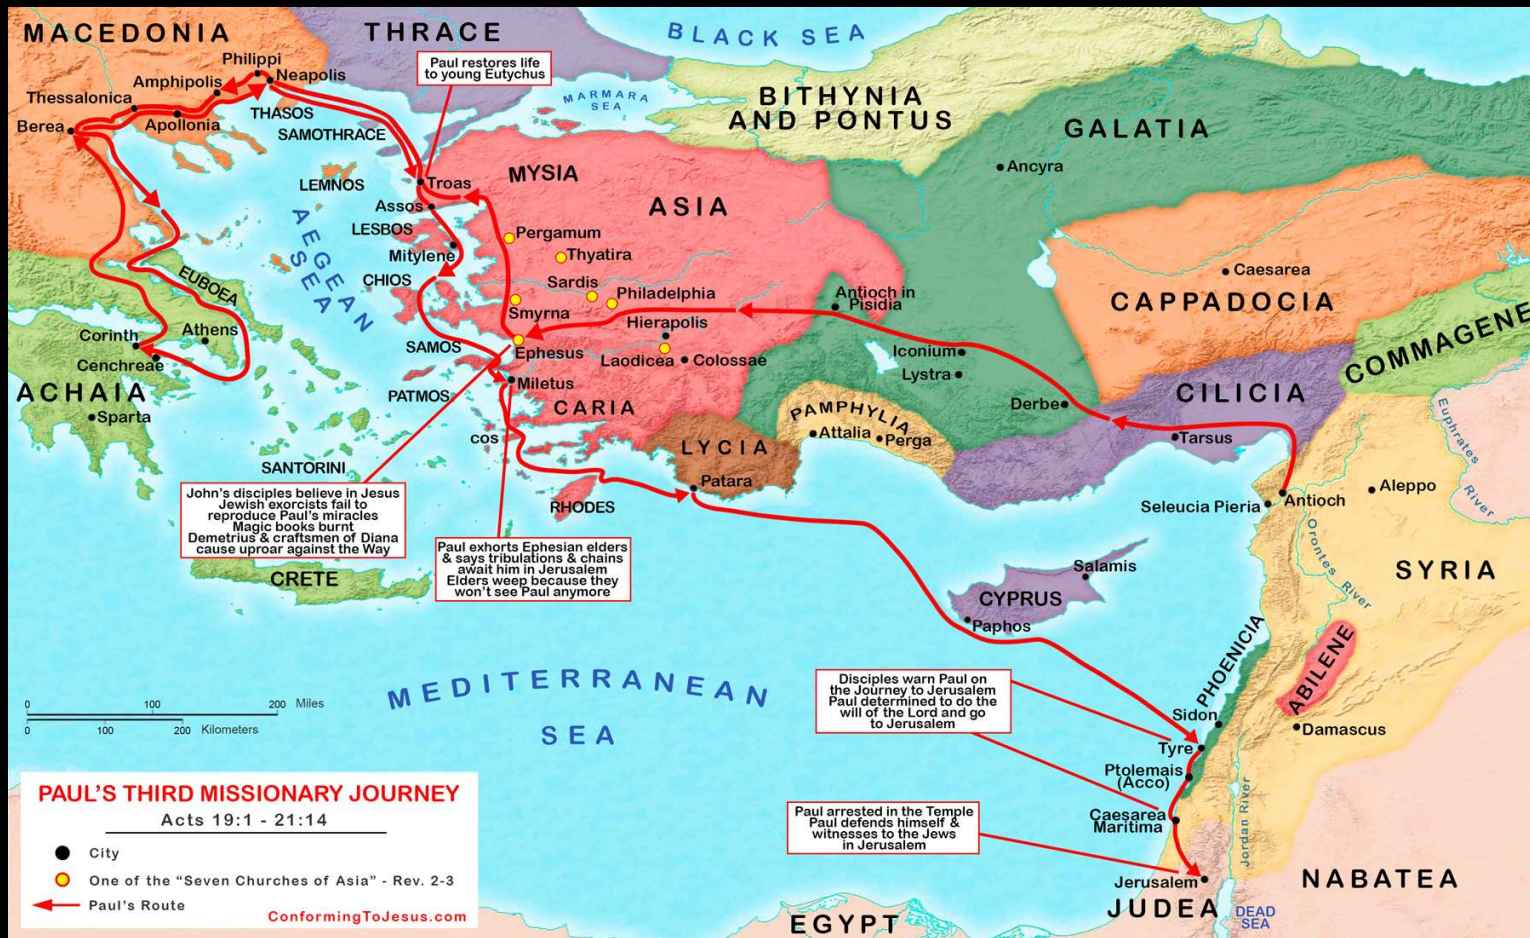 MACEDONIA
THRACE
BLACK SEA
Paul restores life
to young Eutychus
Philippi
Neapolis
Amphipolis
Thessalonica
Berea
Apollonia
THASOS
SAMOTHRACE
MARMARA
SEA
BITHYNIA
AND PONTUS
GALATIA
Ancyra
LEMNOS
Troas
MYSIA
ASIA
Assos
LESBOS
Mitylene
AEGEAN
SEA
Pergamum
Thyatira
Sardis
Philadelphia
Smyrna
CHIOS
EUBOEA
Caesarea
CAPPADOCIA
COMMAGENE
Antioch in
Pisidia
Hierapolis
Corinth
Athens
Cenchreae
SAMOS
Ephesus
Laodicea
Colossae
Iconium
Lystra
Derbe
CILICIA
Tarsus
ACHAIA
Sparta
PATMOS
Miletus
CARIA
PAMPHYLIA
Attalia
Perga
cos
LYCIA
Patara
SANTORINI
RHODES
Seleucia Pieria
Antioch
Aleppo
Euphrates
River
Orontes River
SYRIA
John's disciples believe in Jesus
Jewish exorcists fail to
reproduce Paul's miracles
Magic books burnt
Demetrius & craftsmen of Diana
cause uproar against the Way
Paul exhorts Ephesian elders
& says tribulations & chains
await him in Jerusalem
Elders weep because they
won't see Paul anymore
CRETE
Salamis
CYPRUS
Paphos
MEDITERRANEAN
SEA
PHOENICIA
ABILENE
Disciples warn Paul on
the Journey to Jerusalem
Paul determined to do the
will of the Lord and go
to Jerusalem
Sidon
Damascus
Tyre
Ptolemais
(Acco)
Caesarea
Maritima
Jordan River
Paul arrested in the Temple
Paul defends himself &
witnesses to the Jews
in Jerusalem
Jerusalem
JUDEA
DEAD
SEA
NABATEA
EGYPT
0 100 200 Miles
0 100 200 Kilometers
PAUL'S THIRD MISSIONARY JOURNEY
Acts 19:1 - 21:14
City
One of the "Seven Churches of Asia" - Rev. 2-3
Paul's Route
ConformingToJesus.com